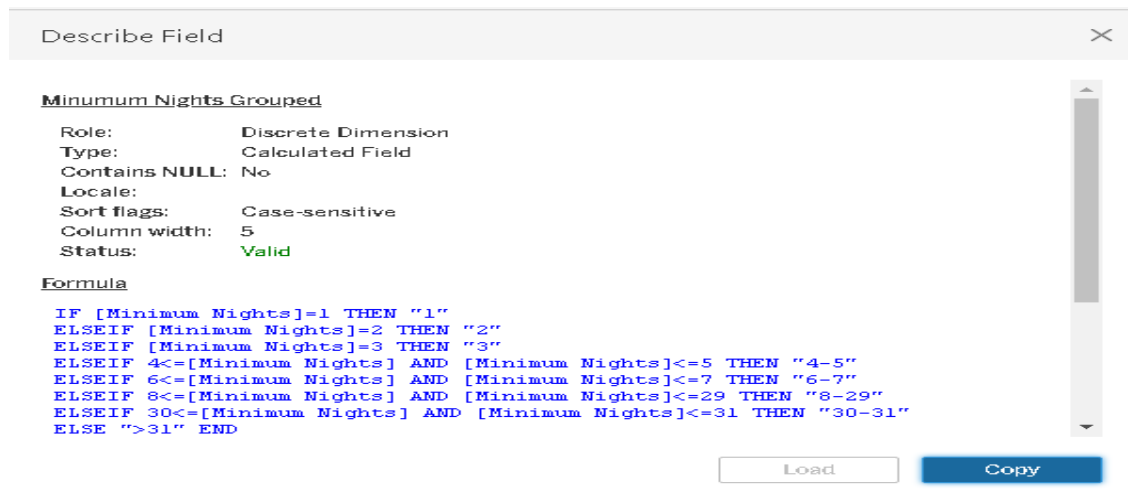 Describe Field
Minumum Nights Grouped
Role: Discrete Dimension
Type: Calculated Field
Contains NULL: No
Locale:
Sort flags: Case-sensitive
Column width: 5
Status: Valid
Formula
IF [Minimum Nights]=1 THEN "1"
ELSEIF [Minimum Nights]=2 THEN "2"
ELSEIF [Minimum Nights]=3 THEN "3"
ELSEIF 4<=[Minimum Nights] AND [Minimum Nights]<=5 THEN "4-5"
ELSEIF 6<=[Minimum Nights] AND [Minimum Nights]<=7 THEN "6-7"
ELSEIF 8<=[Minimum Nights] AND [Minimum Nights]<=29 THEN "8-29"
ELSEIF 30<=[Minimum Nights] AND [Minimum Nights]<=31 THEN "30-31"
ELSE ">31" END
Load Copy